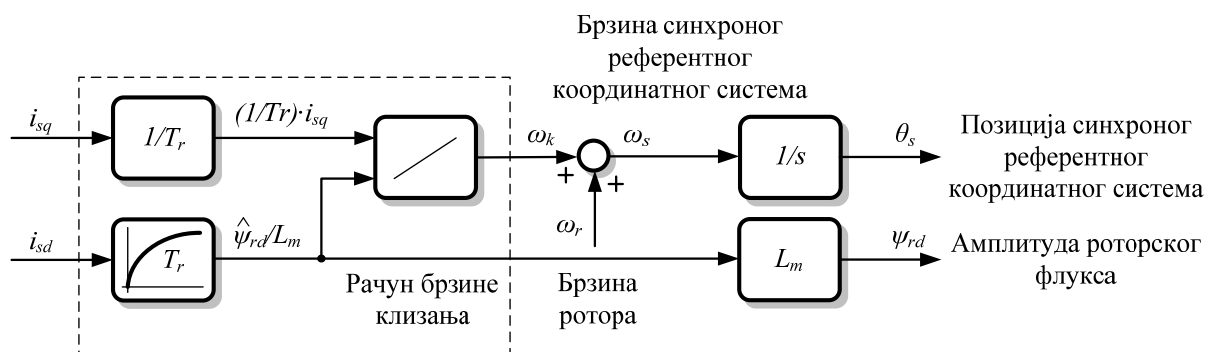 Брзина синхроног
референтног
координатног система
i_sq
1/T_r
(1/Tr)·i_sq
ω_k
ω_s
1/s
θ_s
Позиција синхроног
референтног
координатног система
+
+
ω_r
i_sd
T_r
ψ̂_rd/L_m
L_m
ψ_rd
Амплитуда роторског
флукса
Рачун брзине
клизања
Брзина
ротора